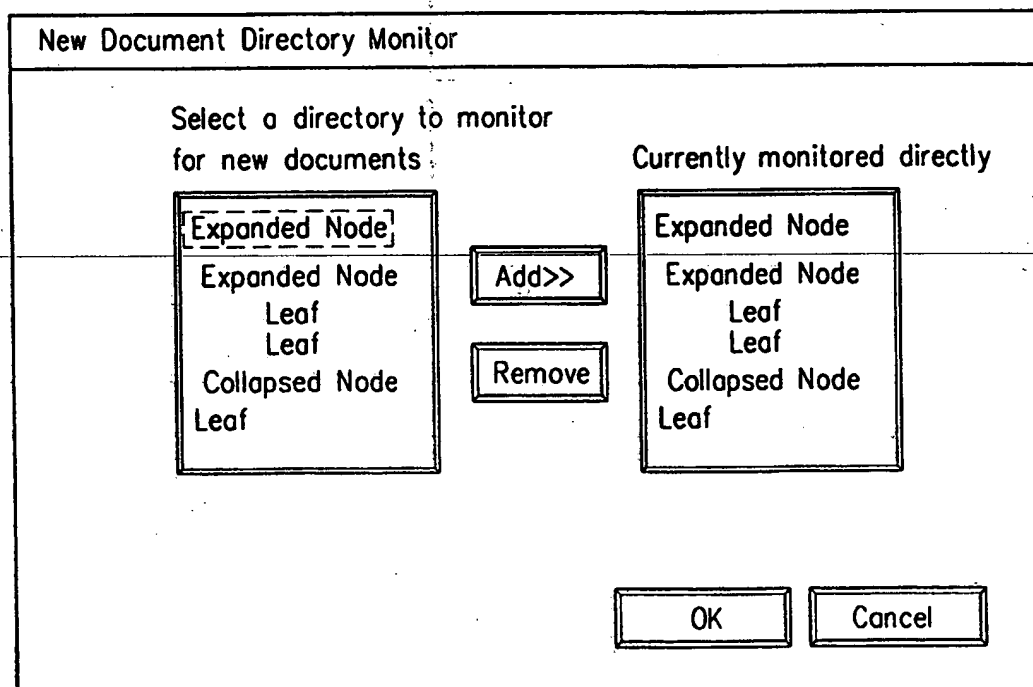 New Document Directory Monitor
Select a directory to monitor
for new documents
Expanded Node
Expanded Node
Leaf
Leaf
Collapsed Node
Leaf
Add>>
Remove
Currently monitored directly
Expanded Node
Expanded Node
Leaf
Leaf
Collapsed Node
Leaf
OK
Cancel